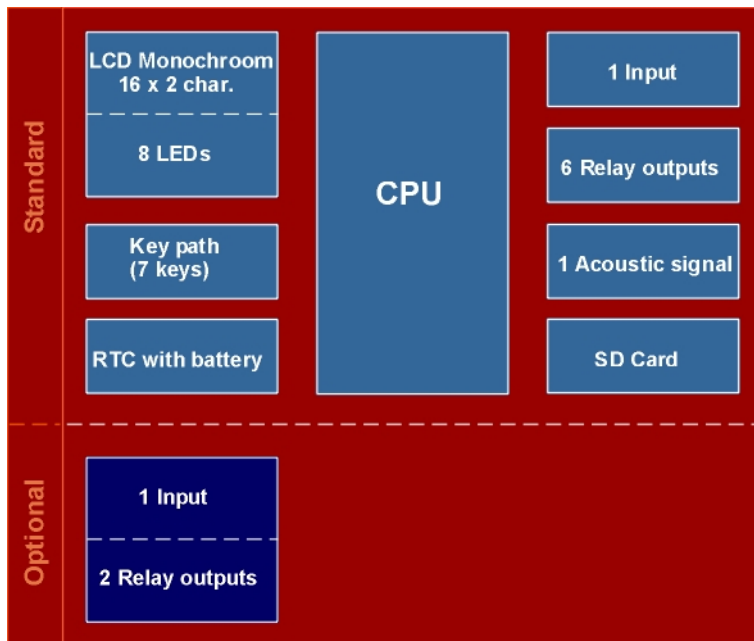 Standard
LCD Monochroom
16 x 2 char.
8 LEDs
Key path
(7 keys)
RTC with battery
CPU
1 Input
6 Relay outputs
1 Acoustic signal
SD Card
Optional
1 Input
2 Relay outputs